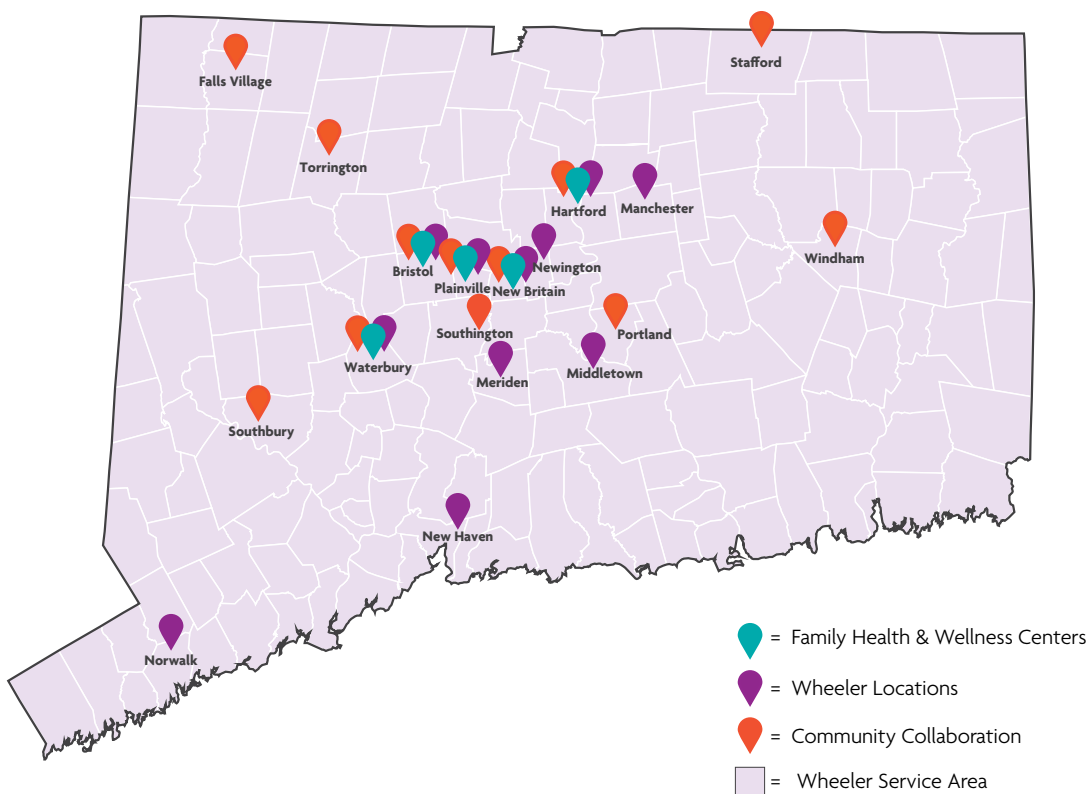 Stafford
Falls Village
Torrington
Hartford
Manchester
Windham
Bristol
Newington
Plainville
New Britain
Southington
Portland
Waterbury
Meriden
Middletown
Southbury
New Haven
Norwalk
= Family Health & Wellness Centers
= Wheeler Locations
= Community Collaboration
= Wheeler Service Area